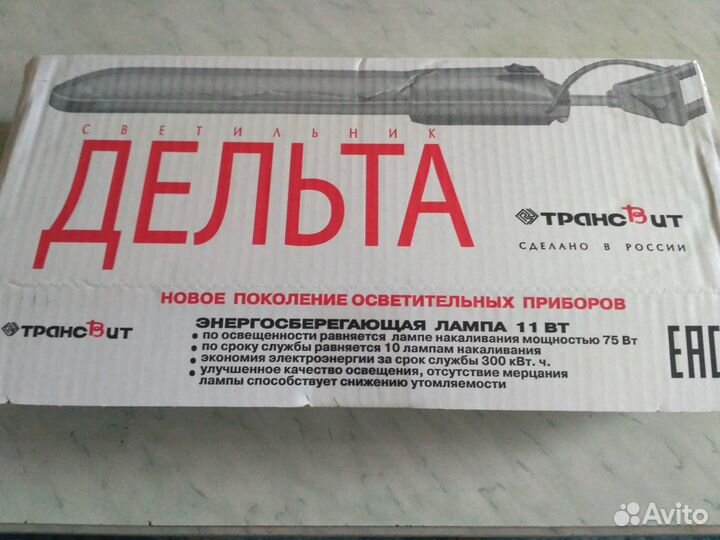 СВЕТИЛЬНИК
ДЕЛЬТА
ТРАНСВИТ
СДЕЛАНО В РОССИИ
НОВОЕ ПОКОЛЕНИЕ ОСВЕТИТЕЛЬНЫХ ПРИБОРОВ
ТРАНСВИТ
ЭНЕРГОСБЕРЕГАЮЩАЯ ЛАМПА 11 ВТ
• по освещенности равняется лампе накаливания мощностью 75 Вт
• по сроку службы равняется 10 лампам накаливания
• экономия электроэнергии за срок службы 300 кВт. ч.
• улучшенное качество освещения, отсутствие мерцания
лампы способствует снижению утомляемости
EAC
Avito